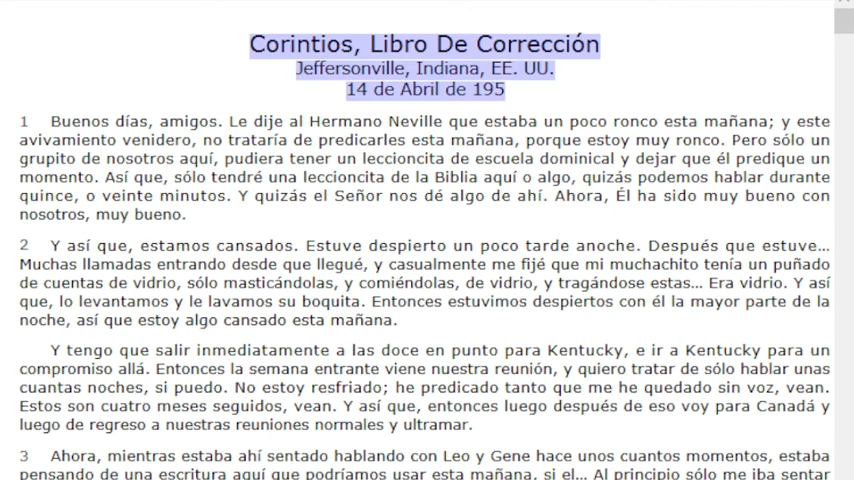 Corintios, Libro De Corrección
Jeffersonville, Indiana, EE. UU.
14 de Abril de 195
1 Buenos días, amigos. Le dije al Hermano Neville que estaba un poco ronco esta mañana; y este
avivamiento venidero, no trataría de predicarles esta mañana, porque estoy muy ronco. Pero sólo un
grupito de nosotros aquí, pudiera tener un leccioncita de escuela dominical y dejar que él predique un
momento. Así que, sólo tendré una leccioncita de la Biblia aquí o algo, quizás podemos hablar durante
quince, o veinte minutos. Y quizás el Señor nos dé algo de ahí. Ahora, Él ha sido muy bueno con
nosotros, muy bueno.
2 Y así que, estamos cansados. Estuve despierto un poco tarde anoche. Después que estuve...
Muchas llamadas entrando desde que llegué, y casualmente me fijé que mi muchachito tenía un puñado
de cuentas de vidrio, sólo masticándolas, y comiéndolas, de vidrio, y tragándose estas... Era vidrio. Y así
que, lo levantamos y le lavamos su boquita. Entonces estuvimos despiertos con él la mayor parte de la
noche, así que estoy algo cansado esta mañana.
Y tengo que salir inmediatamente a las doce en punto para Kentucky, e ir a Kentucky para un
compromiso allá. Entonces la semana entrante viene nuestra reunión, y quiero tratar de sólo hablar unas
cuantas noches, si puedo. No estoy resfriado; he predicado tanto que me he quedado sin voz, vean.
Estos son cuatro meses seguidos, vean. Y así que, entonces luego después de eso voy para Canadá y
luego de regreso a nuestras reuniones normales y ultramar.
3 Ahora, mientras estaba ahí sentado hablando con Leo y Gene hace unos cuantos momentos, estaba
pensando de una escritura aquí que podríamos usar esta mañana, si el... Al principio sólo me iba sentar